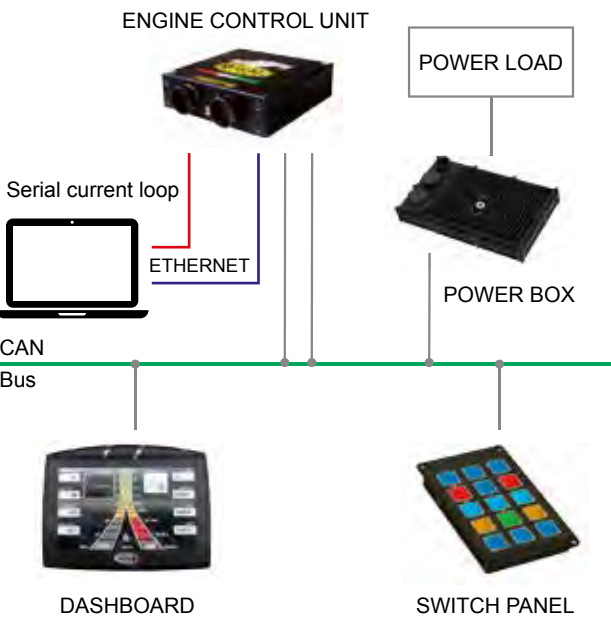 ENGINE CONTROL UNIT
POWER LOAD
Serial current loop
ETHERNET
POWER BOX
CAN
Bus
DASHBOARD
SWITCH PANEL